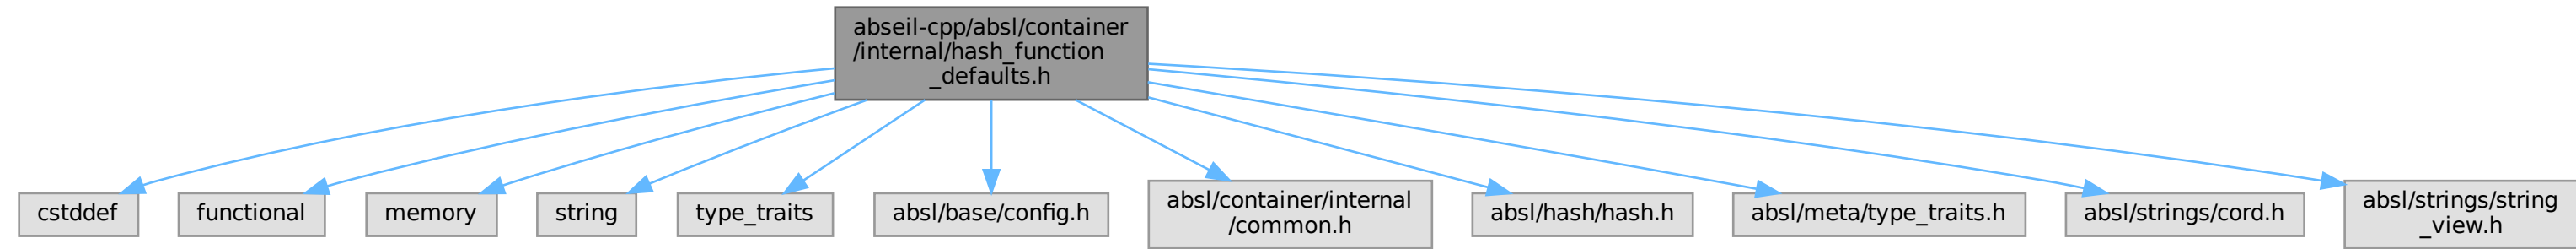 abseil-cpp/absl/container
/internal/hash_function
_defaults.h
cstddef
functional
memory
string
type_traits
absl/base/config.h
absl/container/internal
/common.h
absl/hash/hash.h
absl/meta/type_traits.h
absl/strings/cord.h
absl/strings/string
_view.h